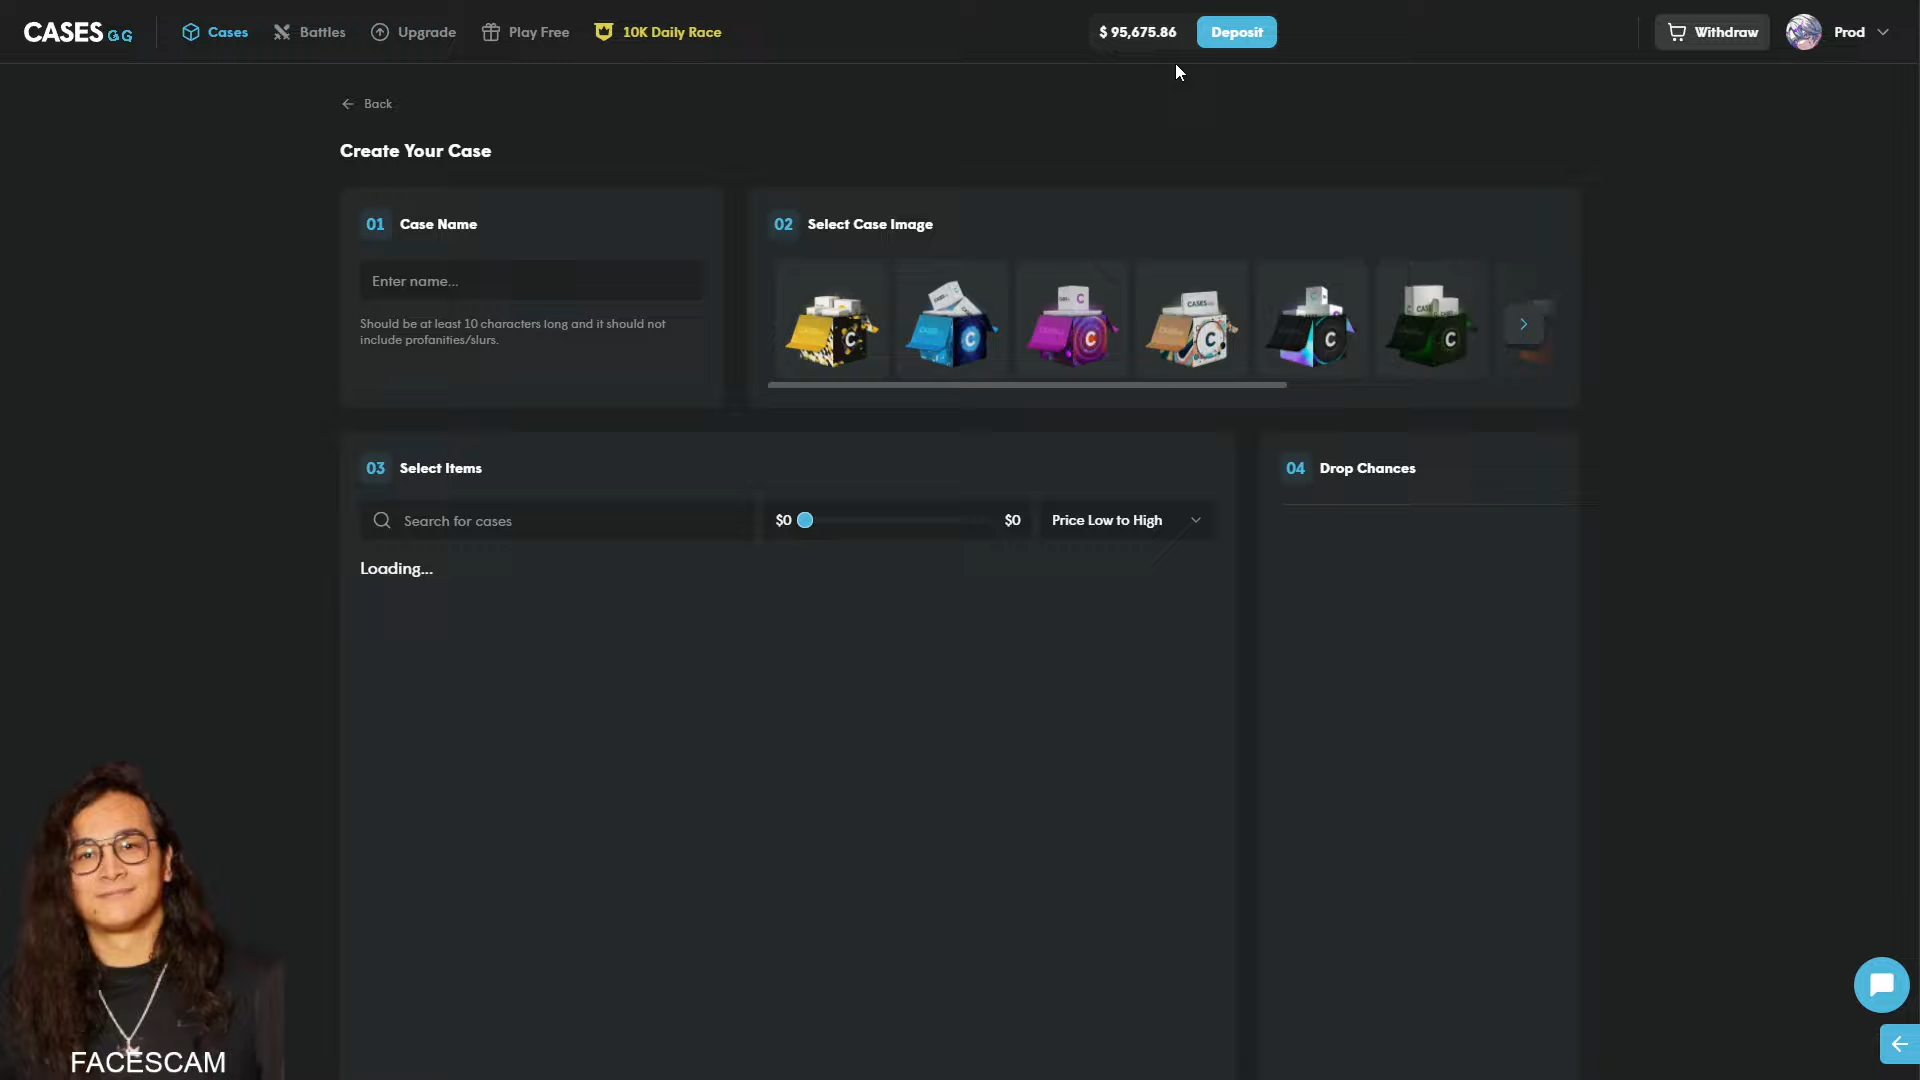 CASES GG
Cases
Battles
Upgrade
Play Free
10K Daily Race
$ 95,675.86
Deposit
Withdraw
Prod
Back
Create Your Case
01 Case Name
Enter name...
Should be at least 10 characters long and it should not
include profanities/slurs.
02 Select Case Image
03 Select Items
Search for cases
$0
$0
Price Low to High
Loading...
04 Drop Chances
FACESCAM